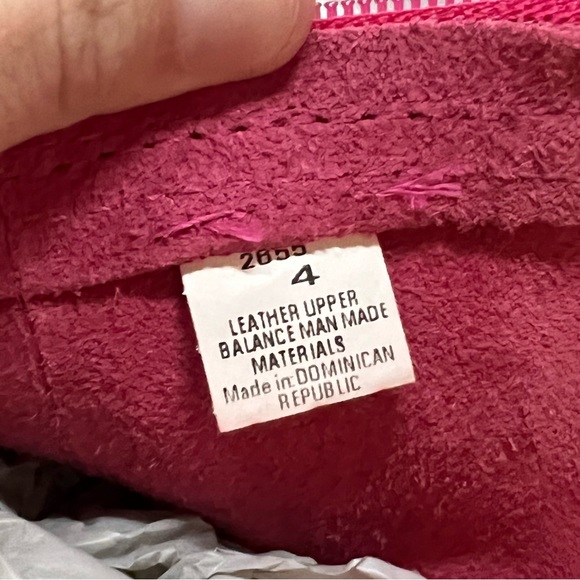 2655
4
LEATHER UPPER
BALANCE MAN MADE
MATERIALS
Made in: DOMINICAN
REPUBLIC